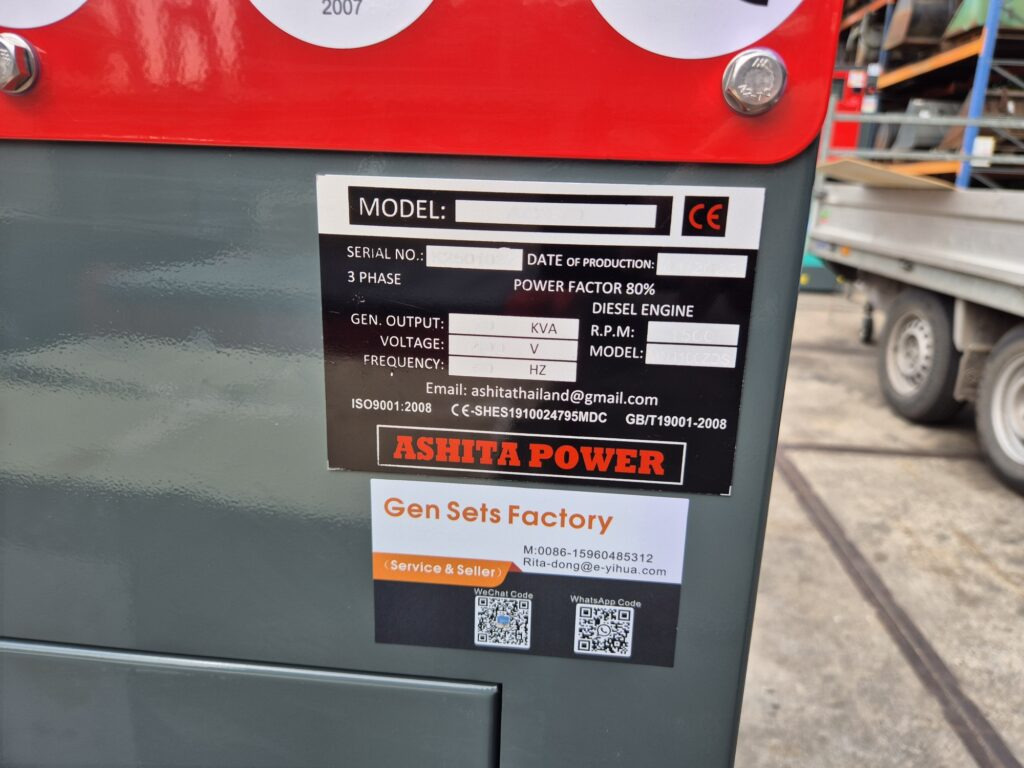 2007
MODEL:
CE
SERIAL NO.:
DATE OF PRODUCTION:
3 PHASE
POWER FACTOR 80%
DIESEL ENGINE
GEN. OUTPUT: KVA
R.P.M:
VOLTAGE: V
MODEL:
FREQUENCY: HZ
Email: ashitathailand@gmail.com
ISO9001:2008 CE-SHES1910024795MDC GB/T19001-2008
ASHITA POWER
Gen Sets Factory
M:0086-15960485312
Rita-dong@e-yihua.com
(Service & Seller)
WeChat Code
WhatsApp Code